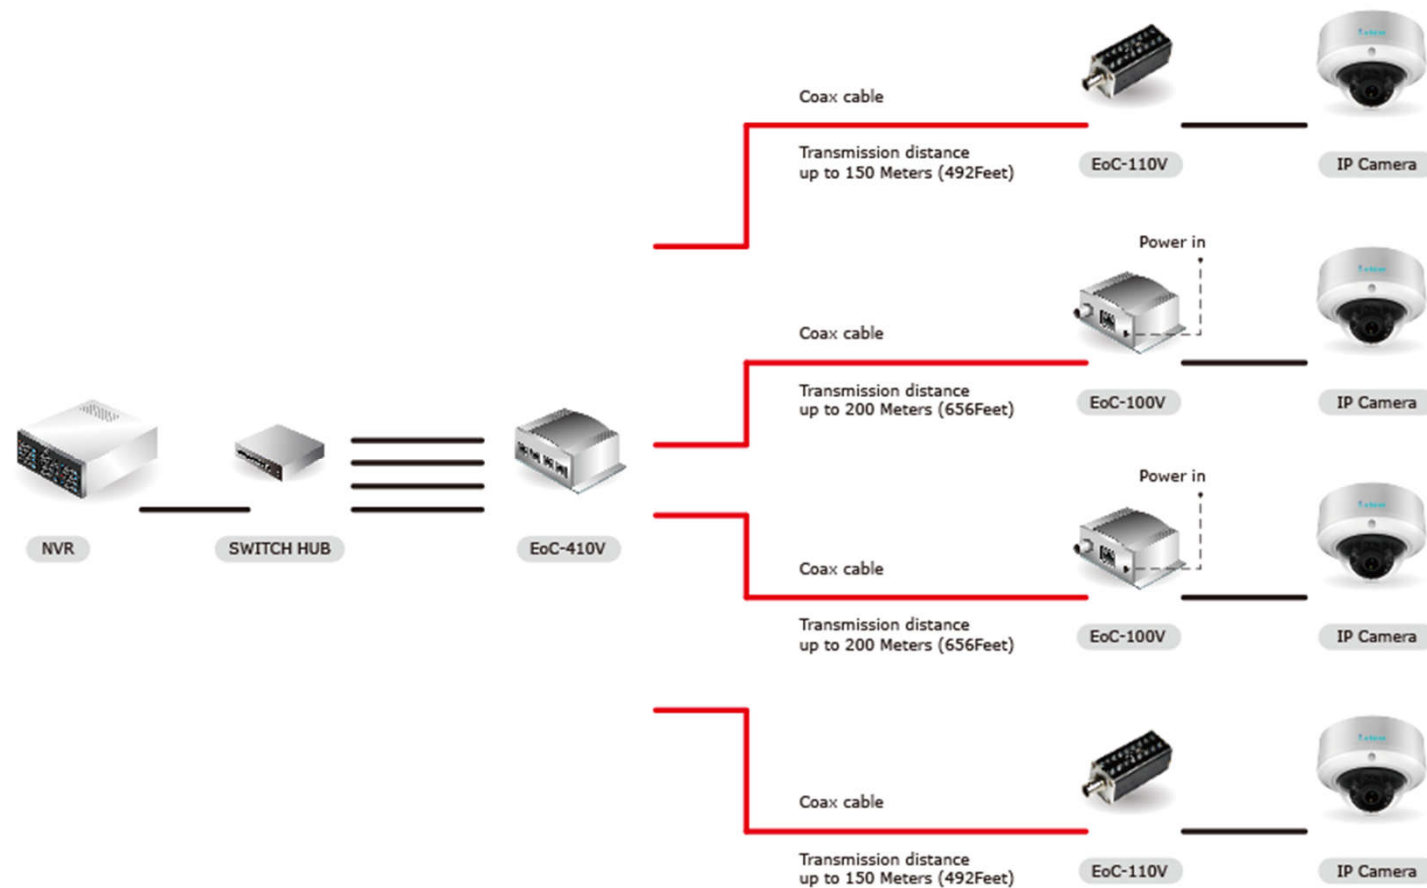 Coax cable
Transmission distance
up to 150 Meters (492Feet)
EoC-110V
IP Camera
Power in
Coax cable
Transmission distance
up to 200 Meters (656Feet)
EoC-100V
IP Camera
NVR
SWITCH HUB
EoC-410V
Power in
Coax cable
Transmission distance
up to 200 Meters (656Feet)
EoC-100V
IP Camera
Coax cable
Transmission distance
up to 150 Meters (492Feet)
EoC-110V
IP Camera